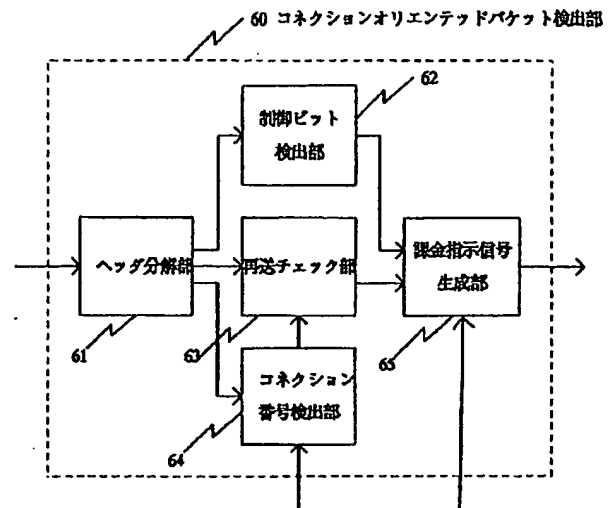 60 コネクションオリエンテッドパケット検出部
62
制御ビット
検出部
ヘッダ分解部
再送チェック部
課金指示信号
生成部
61
63
65
コネクション
番号検出部
64